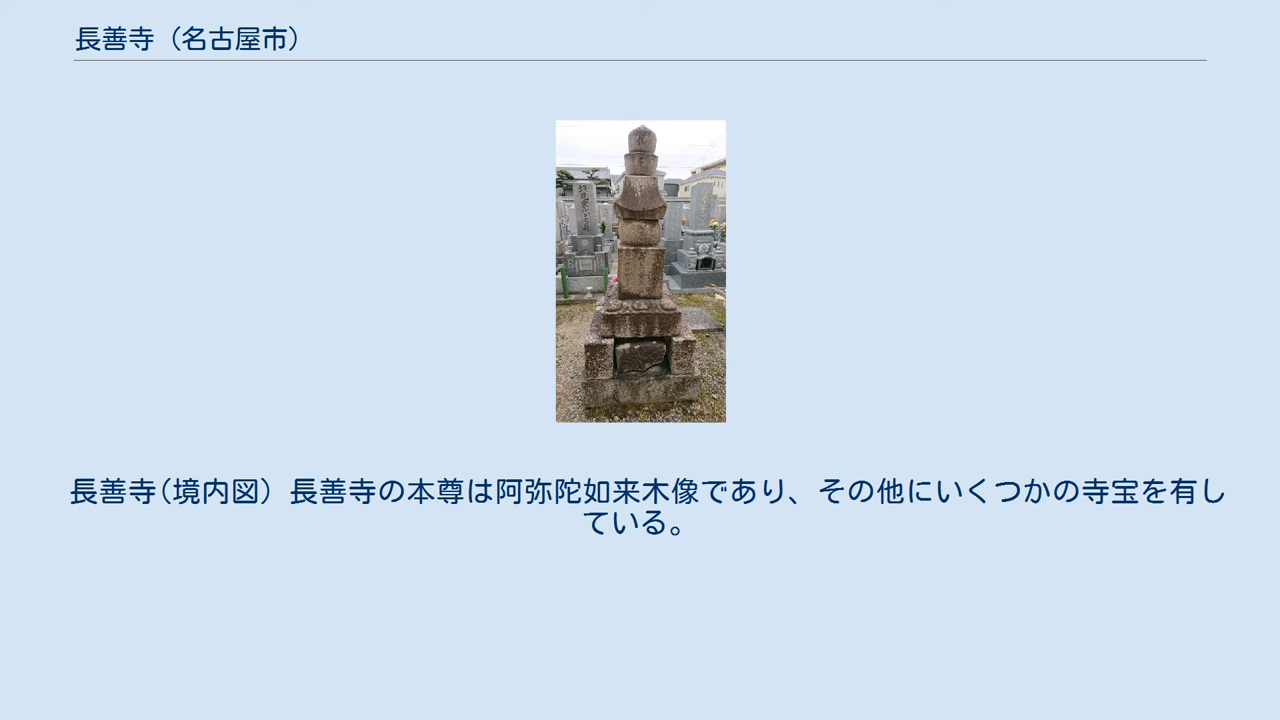 長善寺（名古屋市）
長善寺(境内図）長善寺の本尊は阿弥陀如来木像であり、その他にいくつかの寺宝を有し
ている。